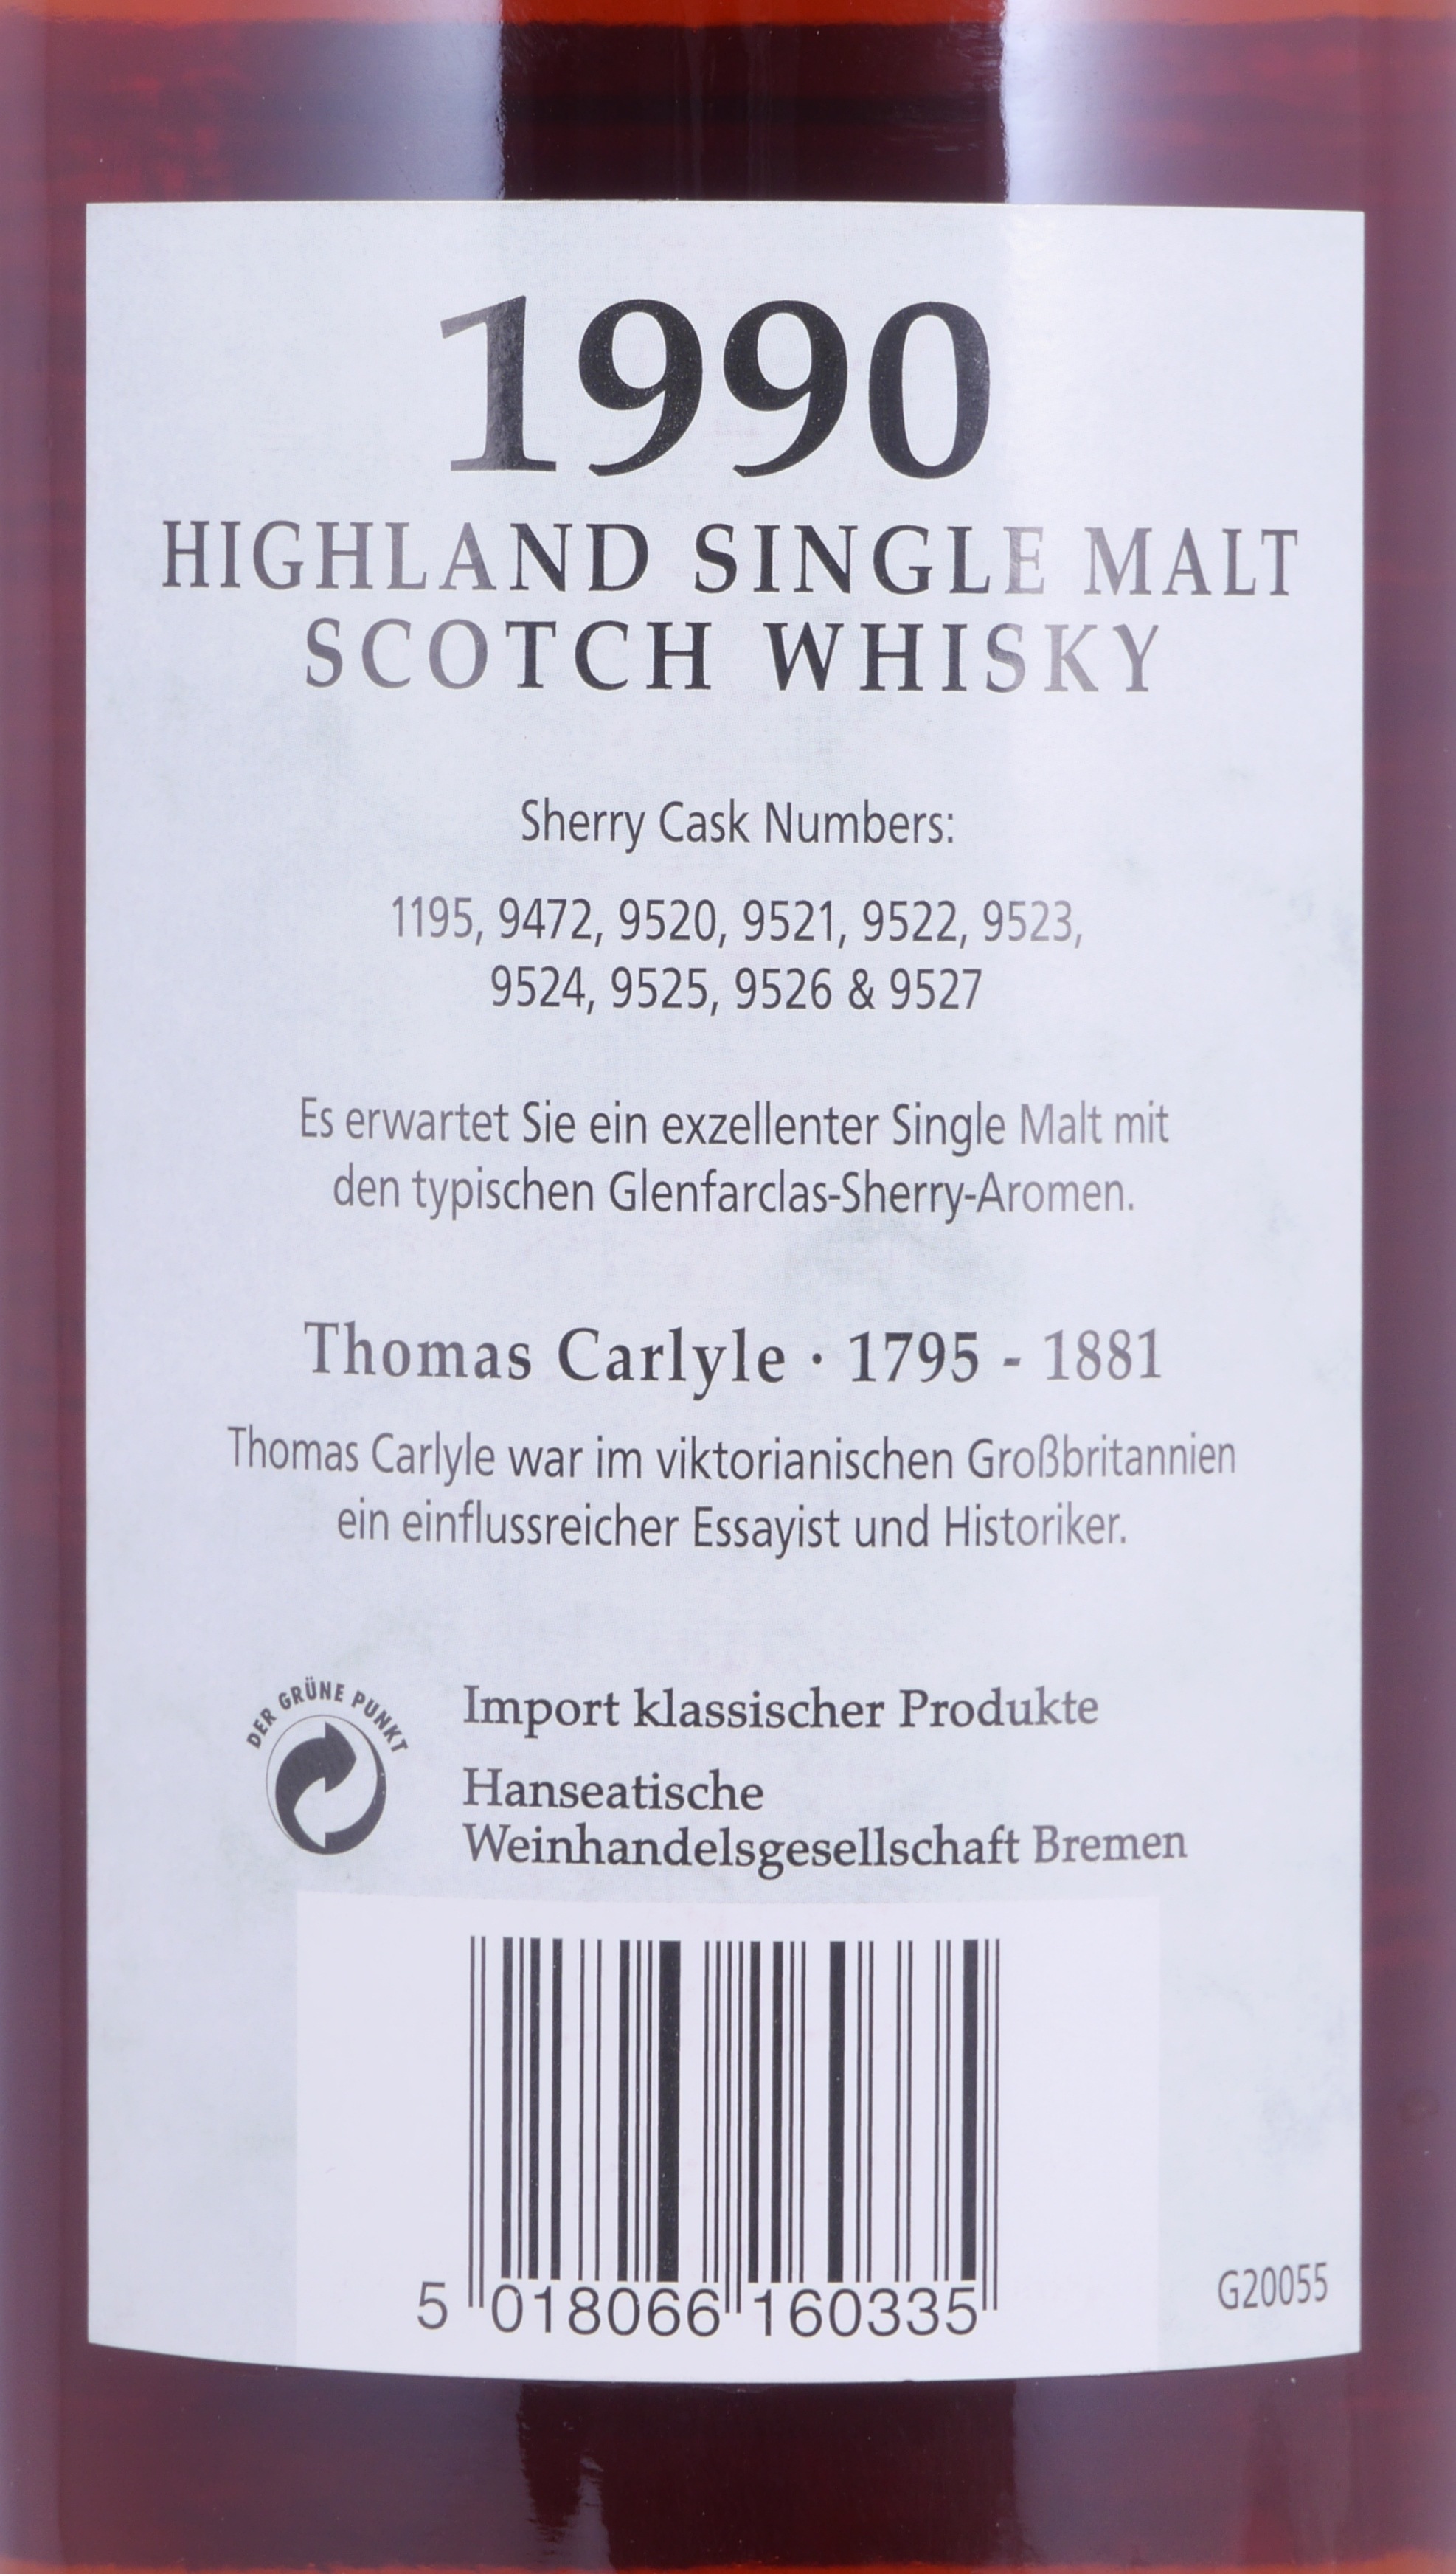 1990
HIGHLAND SINGLE MALT
SCOTCH WHISKY
Sherry Cask Numbers:
1195, 9472, 9520, 9521, 9522, 9523,
9524, 9525, 9526 & 9527
Es erwartet Sie ein exzellenter Single Malt mit
den typischen Glenfarclas-Sherry-Aromen.
Thomas Carlyle · 1795 - 1881
Thomas Carlyle war im viktorianischen Großbritannien
ein einflussreicher Essayist und Historiker.
DER GRÜNE PUNKT
Import klassischer Produkte
Hanseatische
Weinhandelsgesellschaft Bremen
5 018066 160335
G20055